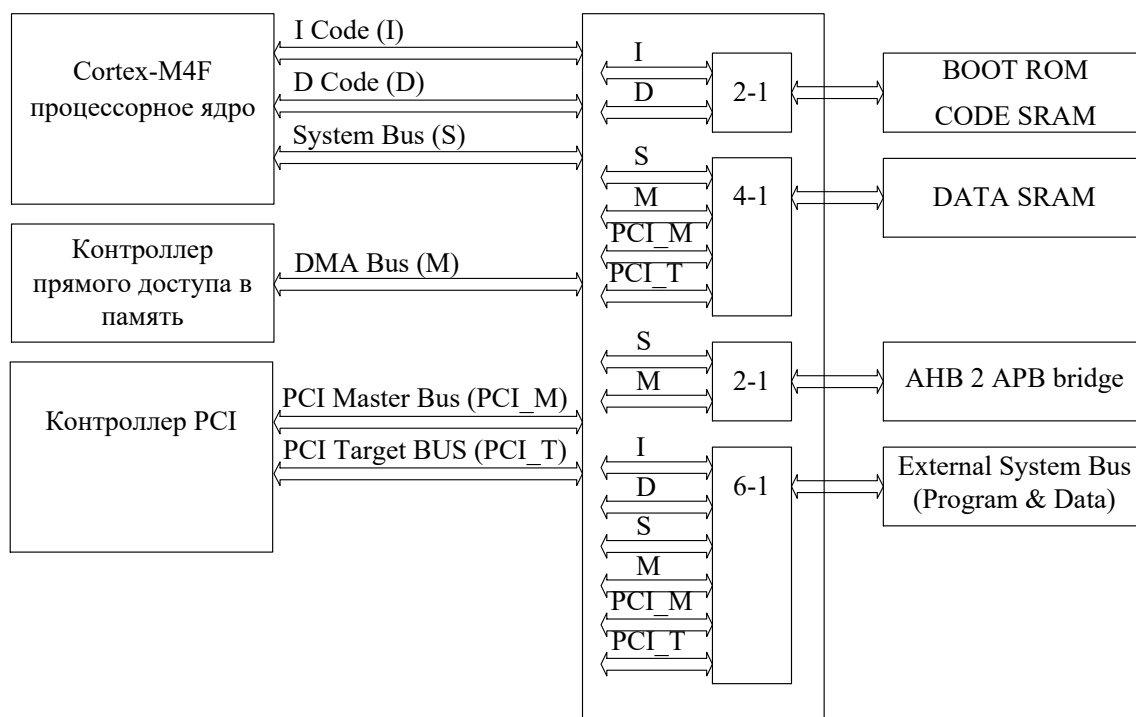 Cortex-M4F
процессорное ядро
I Code (I)
D Code (D)
System Bus (S)
Контроллер
прямого доступа в
память
DMA Bus (M)
Контроллер PCI
PCI Master Bus (PCI_M)
PCI Target BUS (PCI_T)
I
D
2-1
BOOT ROM
CODE SRAM
S
M
PCI_M
PCI_T
4-1
DATA SRAM
S
M
2-1
AHB 2 APB bridge
I
D
S
M
PCI_M
PCI_T
6-1
External System Bus
(Program & Data)